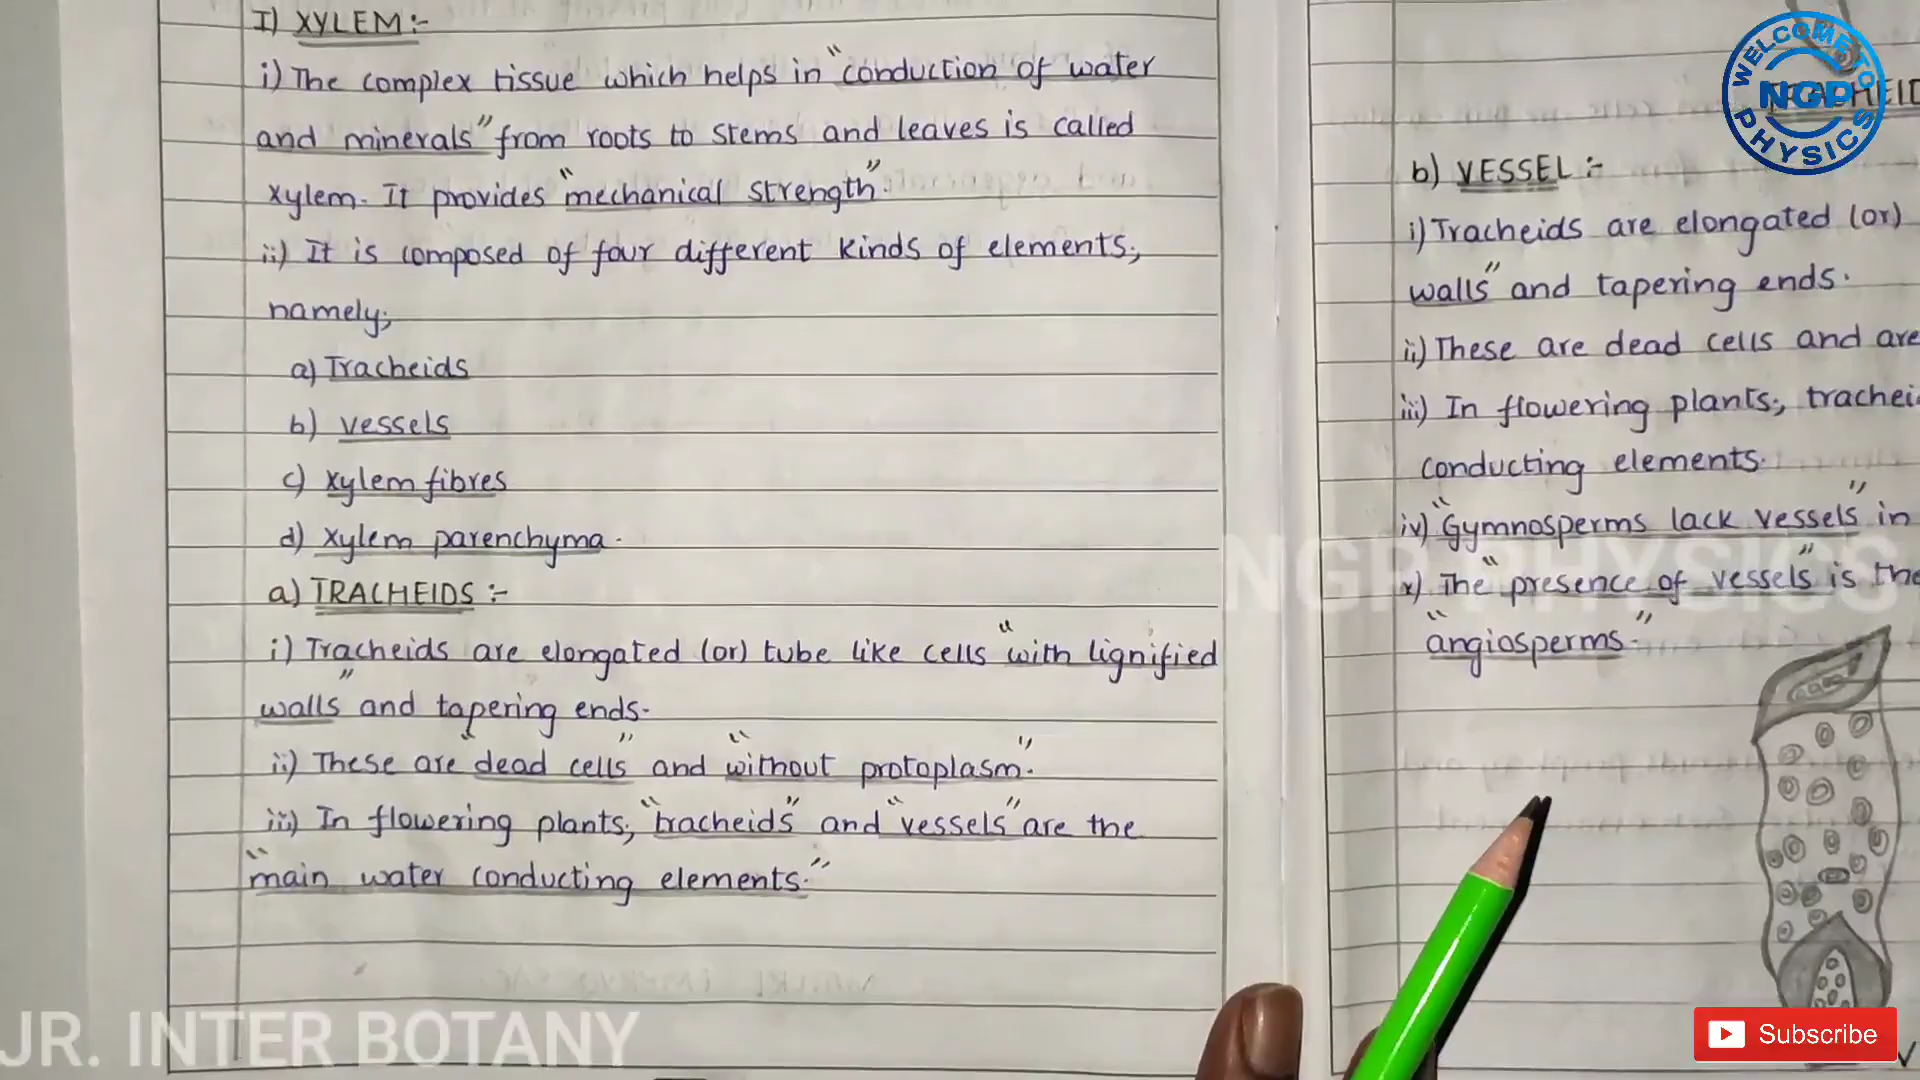 I) XYLEM :-
i) The complex tissue which helps in "conduction of water
and minerals" from roots to stems and leaves is called
xylem. It provides "mechanical strength".
ii) It is composed of four different kinds of elements,
namely,
a) Tracheids
b) vessels
c) xylem fibres
d) xylem parenchyma.
a) TRACHEIDS :-
i) Tracheids are elongated (or) tube like cells "with lignified
walls" and tapering ends.
ii) These are "dead cells" and "without protoplasm".
iii) In flowering plants, "tracheids" and "vessels" are the
"main water conducting elements."
b) VESSEL :-
i) Tracheids are elongated (or)
walls" and tapering ends.
ii) These are dead cells and are
iii) In flowering plants, trachei
conducting elements.
iv) "Gymnosperms lack vessels" in
v) The "presence of vessels" is the
"angiosperms."
WELCOME TO
NGP
PHYSICS
NGP PHYSICS
JR. INTER BOTANY
Subscribe